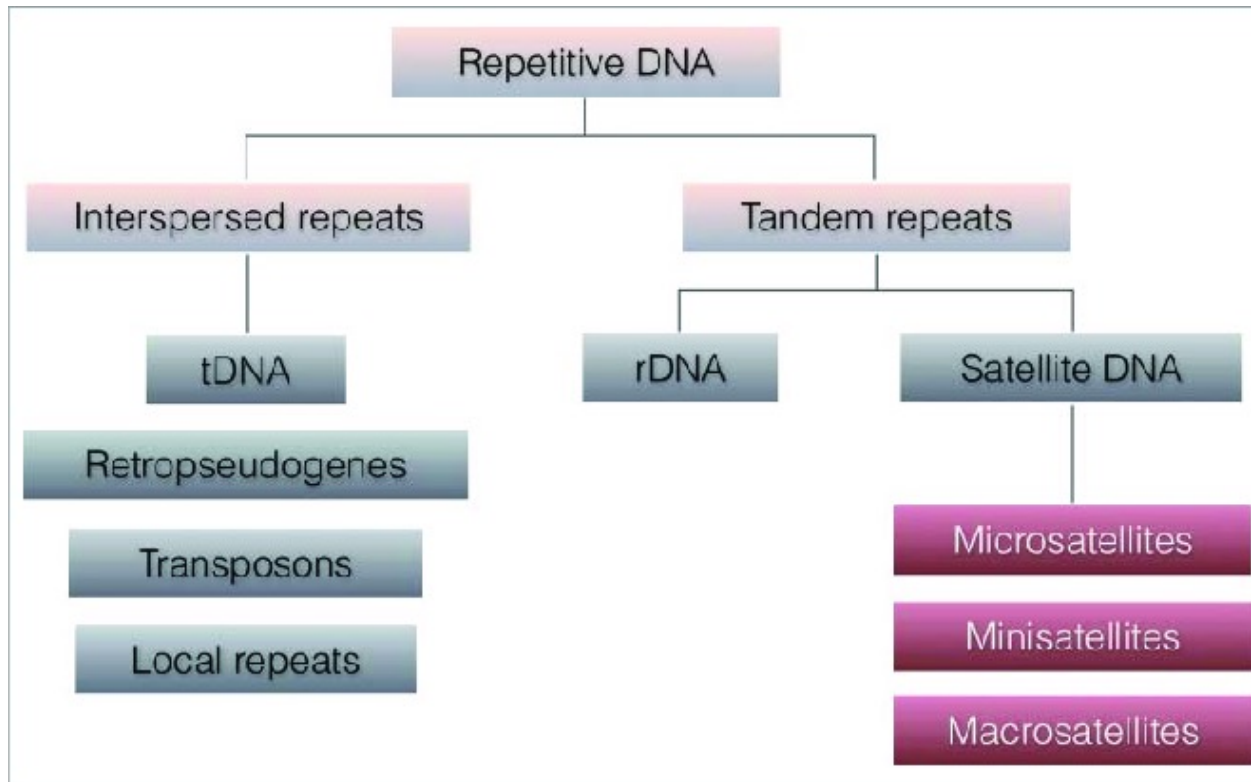 Repetitive DNA
Interspersed repeats
Tandem repeats
tDNA
rDNA
Satellite DNA
Retropseudogenes
Transposons
Local repeats
Microsatellites
Minisatellites
Macrosatellites